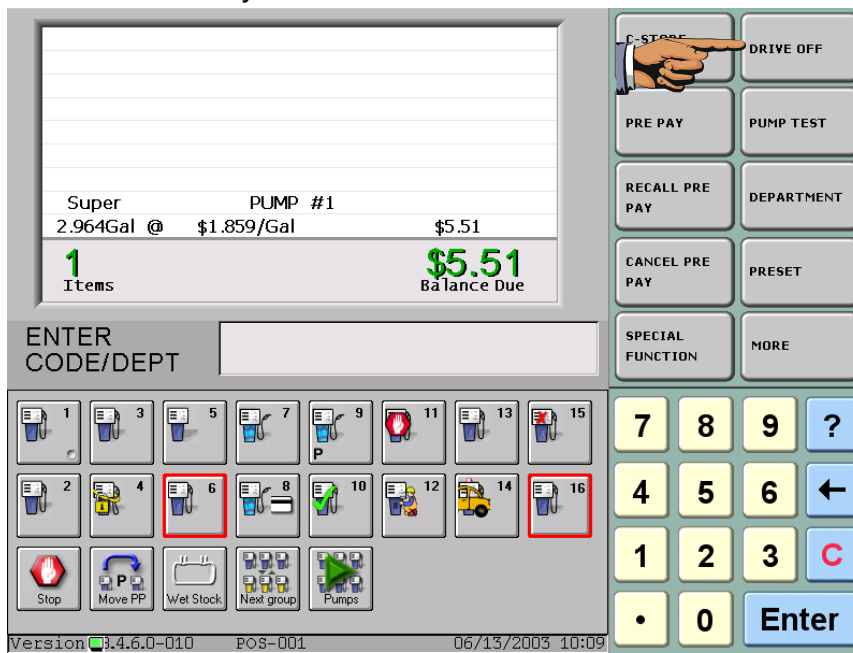 Super PUMP #1
2.964Gal @ $1.859/Gal $5.51
1 $5.51
Items Balance Due
ENTER
CODE/DEPT
DRIVE OFF
PRE PAY PUMP TEST
RECALL PRE
PAY
DEPARTMENT
CANCEL PRE
PAY
PRESET
SPECIAL
FUNCTION
MORE
1 3 5 7 9 11 13 15
P
2 4 6 8 10 12 14 16
P
Stop Move PP Wet Stock Next group Pumps
7 8 9 ?
4 5 6 ←
1 2 3 C
• 0 Enter
Version 3.4.6.0-010 POS-001 06/13/2003 10:09